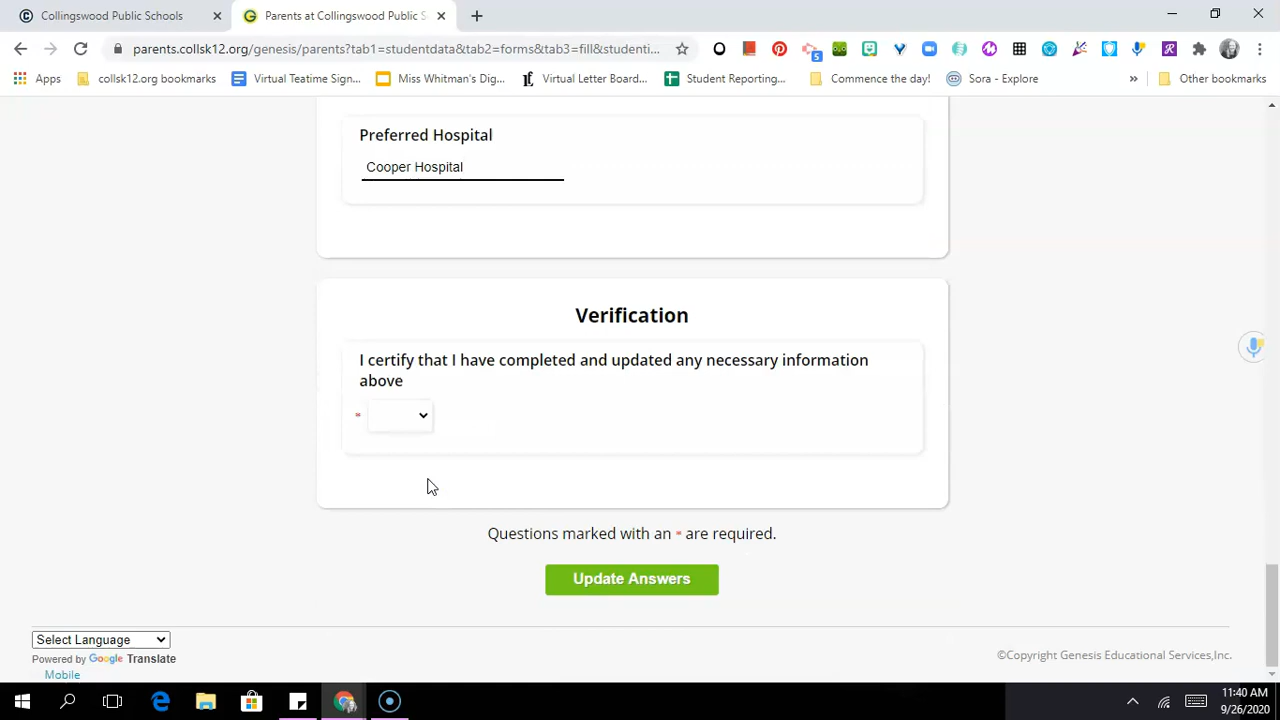 Collingswood Public Schools
Parents at Collingswood Public S
parents.collsk12.org/genesis/parents?tab1=studentdata&tab2=forms&tab3=fill&studenti...
5
Apps
collsk12.org bookmarks
Virtual Teatime Sign...
Miss Whitman's Dig...
Virtual Letter Board...
Student Reporting...
Commence the day!
Sora - Explore
»
Other bookmarks
Preferred Hospital
Cooper Hospital
Verification
I certify that I have completed and updated any necessary information
above
*
Questions marked with an * are required.
Update Answers
Select Language
Powered by Google Translate
©Copyright Genesis Educational Services,Inc.
Mobile
11:40 AM
9/26/2020